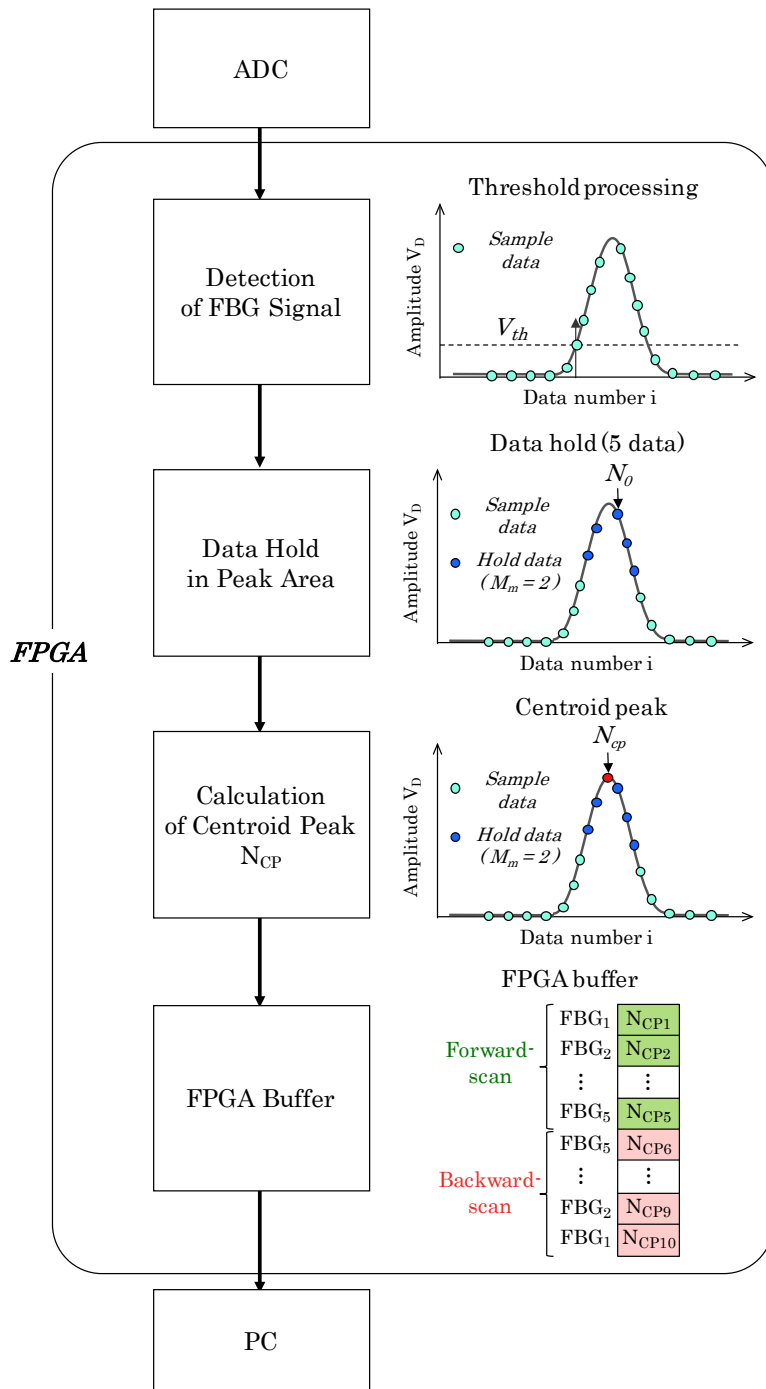 ADC
FPGA
Detection
of FBG Signal
Threshold processing
Amplitude V_D
Sample
data
V_th
Data number i
Data Hold
in Peak Area
Data hold (5 data)
N_0
Amplitude V_D
Sample
data
Hold data
(M_m = 2)
Data number i
Calculation
of Centroid Peak
N_CP
Centroid peak
N_cp
Amplitude V_D
Sample
data
Hold data
(M_m = 2)
Data number i
FPGA Buffer
FPGA buffer
Forward-
scan
FBG_1 N_CP1
FBG_2 N_CP2
⋮ ⋮
FBG_5 N_CP5
Backward-
scan
FBG_5 N_CP6
⋮ ⋮
FBG_2 N_CP9
FBG_1 N_CP10
PC